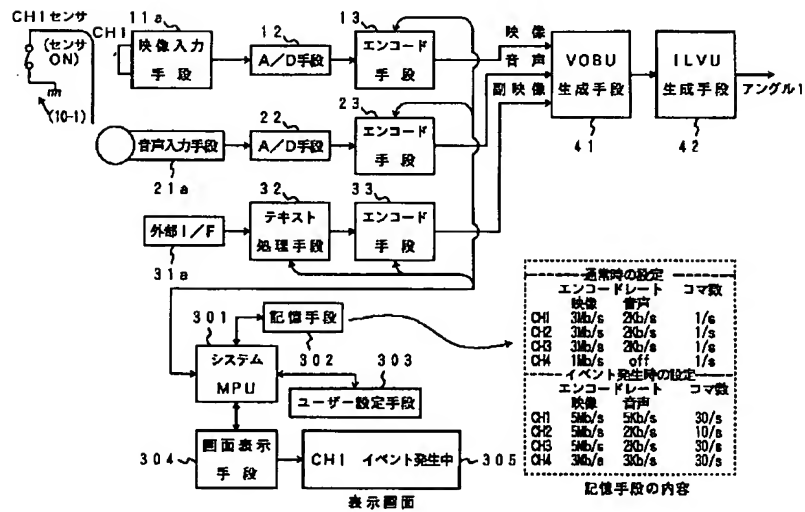 CH1センサ
(センサ
ON)
(10-1)
11a
CH1
映像入力
手段
12
A/D手段
13
エンコード
手段
映像
音声
副映像
VOBU
生成手段
41
ILVU
生成手段
42
アングル1
音声入力手段
21a
22
A/D手段
23
エンコード
手段
外部I/F
31a
32
テキスト
処理手段
33
エンコード
手段
301
システム
MPU
記憶手段
302
303
ユーザー設定手段
304
画面表示
手段
CH1 イベント発生中
305
表示画面
通常時の設定
エンコードレート コマ数
映像 音声
CH1 3Mb/s 2Kb/s 1/s
CH2 3Mb/s 2Kb/s 1/s
CH3 3Mb/s 2Kb/s 1/s
CH4 1Mb/s off 1/s
イベント発生時の設定
エンコードレート コマ数
映像 音声
CH1 5Mb/s 5Kb/s 30/s
CH2 5Mb/s 2Kb/s 10/s
CH3 5Mb/s 2Kb/s 30/s
CH4 3Mb/s 3Kb/s 30/s
記憶手段の内容